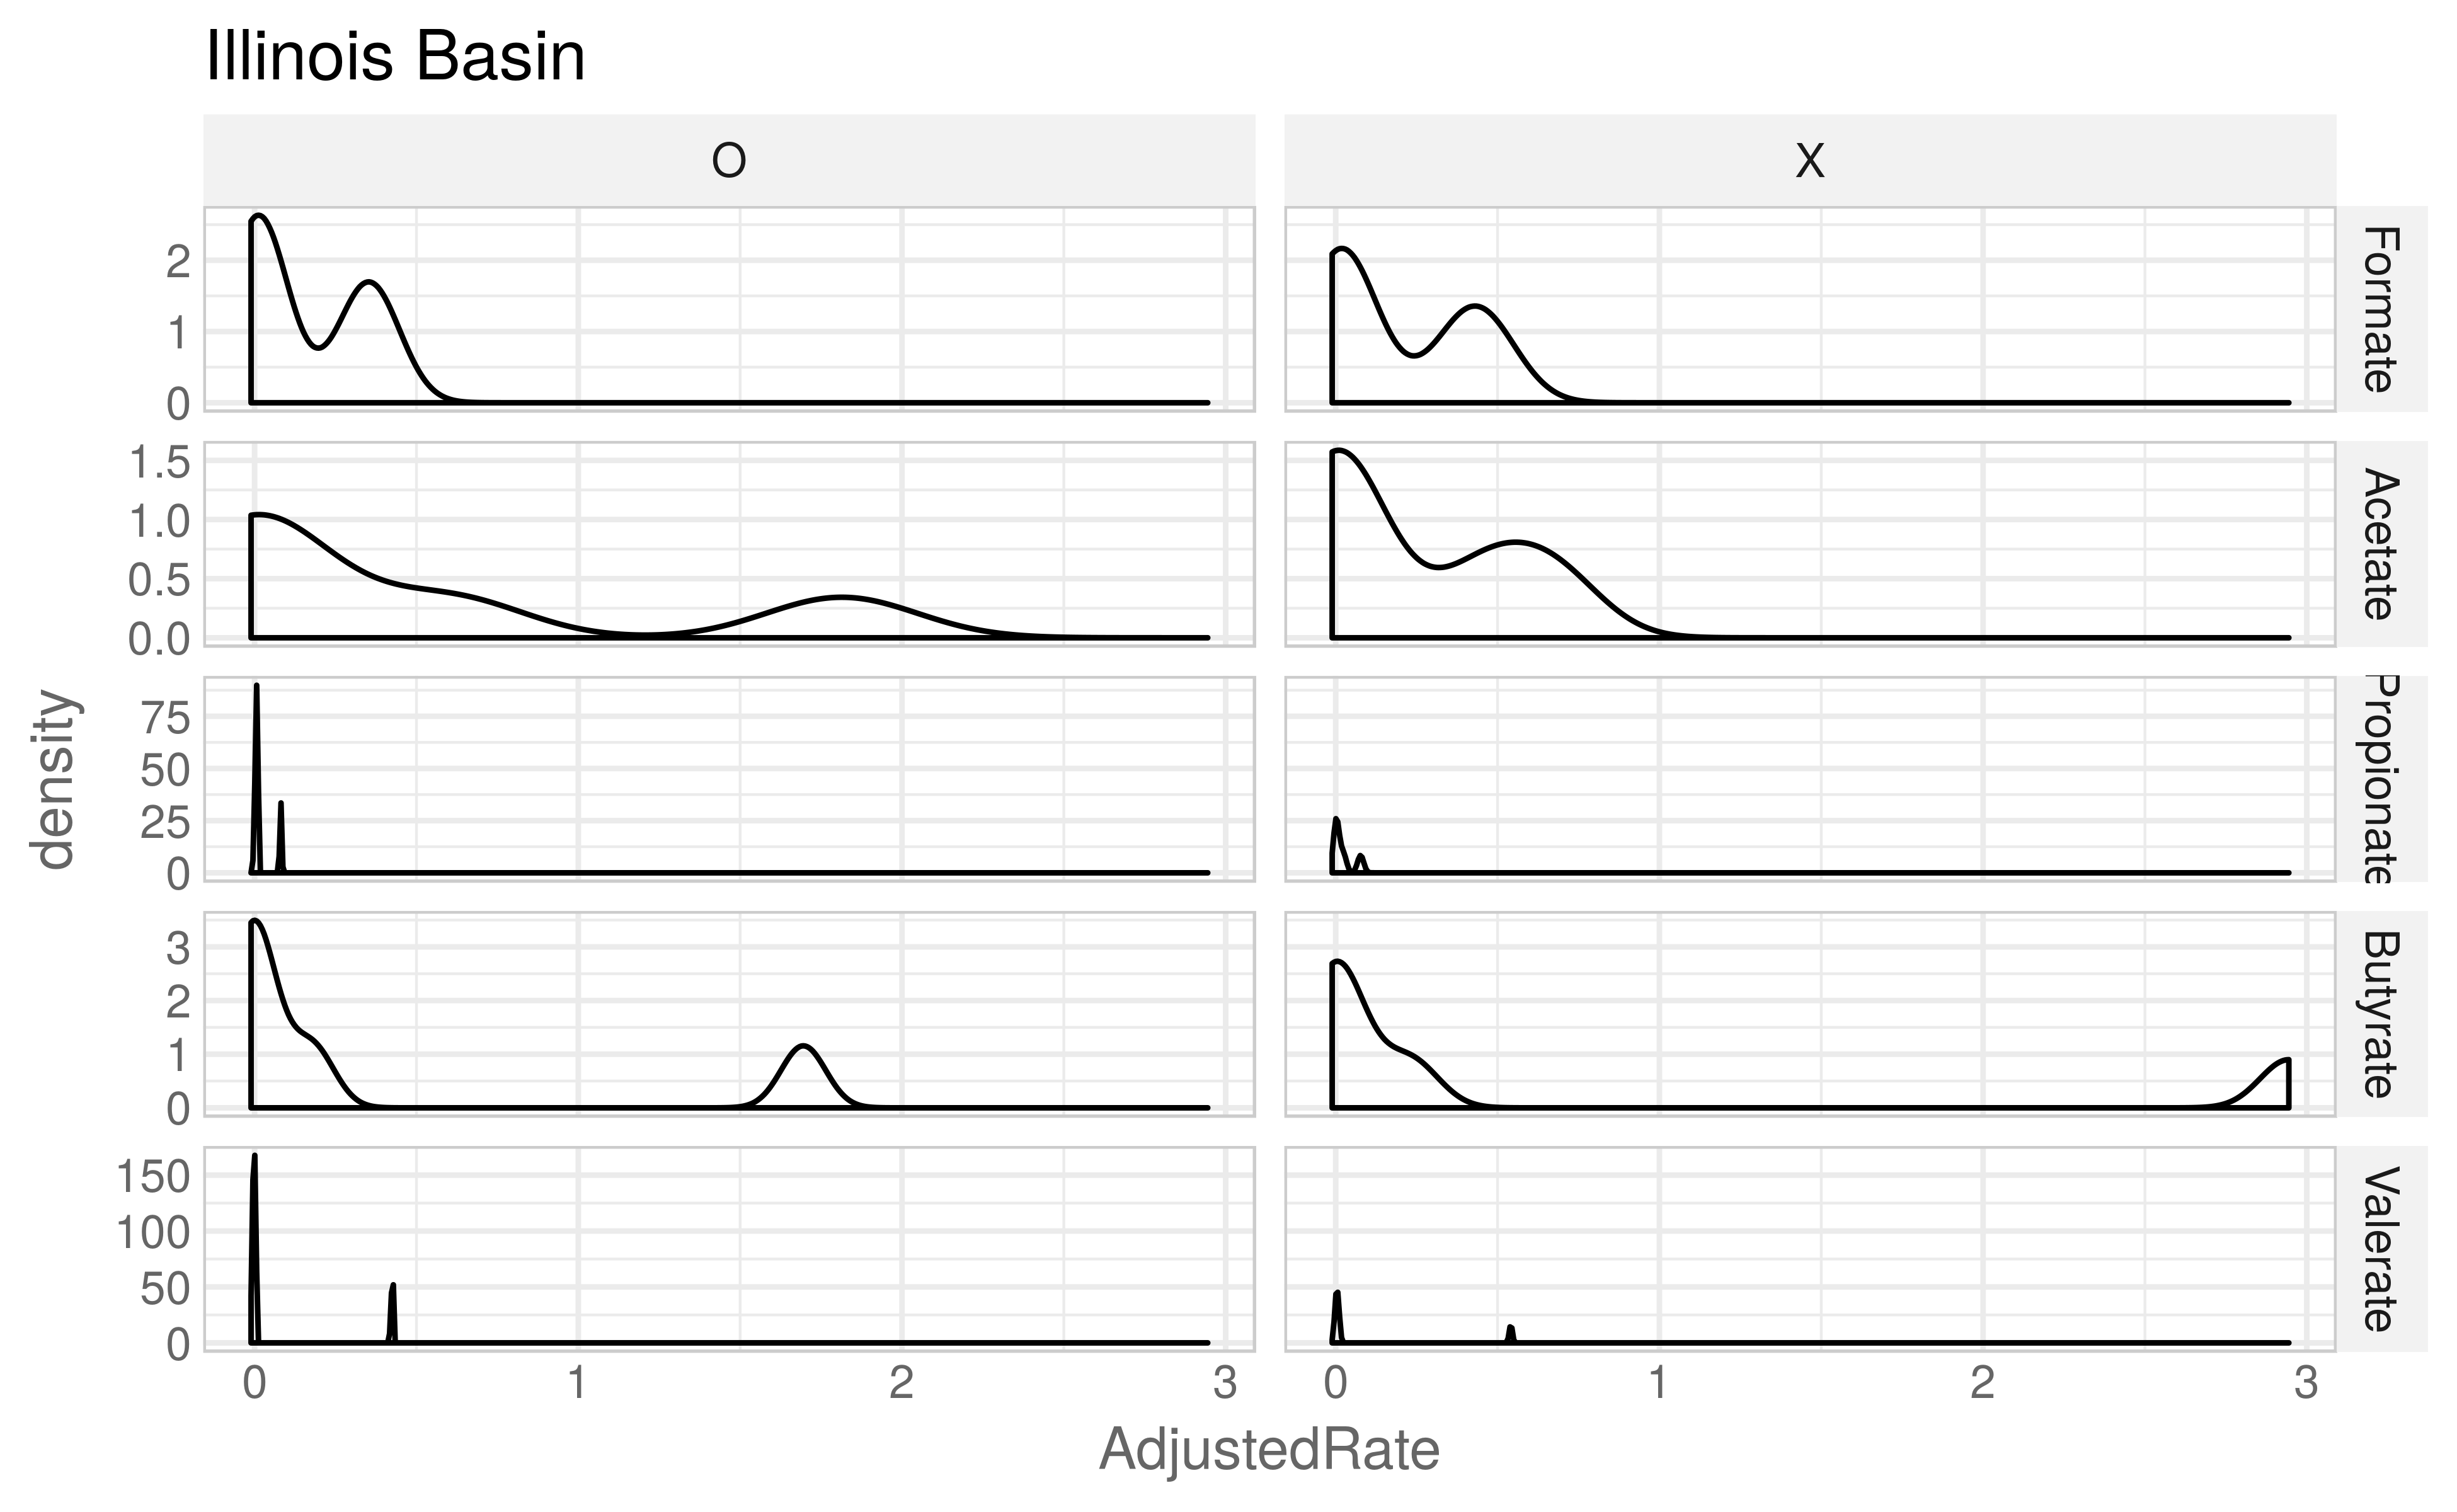 Illinois Basin
O
X
2
1
0
Formate
1.5
1.0
0.5
0.0
Acetate
75
50
25
0
Propionate
3
2
1
0
Butyrate
150
100
50
0
Valerate
density
0 1 2 3
0 1 2 3
AdjustedRate